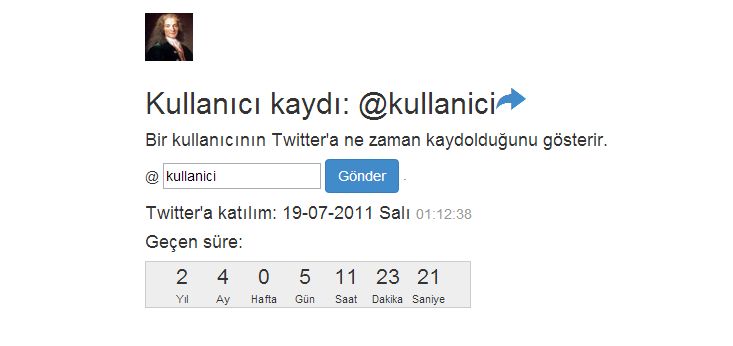 Kullanıcı kaydı: @kullanici
Bir kullanıcının Twitter'a ne zaman kaydolduğunu gösterir.
@ kullanici Gönder .
Twitter'a katılım: 19-07-2011 Salı 01:12:38
Geçen süre:
2 4 0 5 11 23 21
Yıl Ay Hafta Gün Saat Dakika Saniye